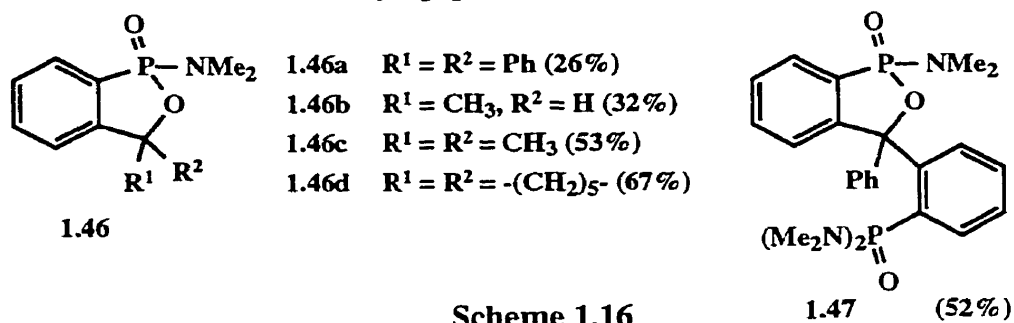 O
P — NMe2
O
R1 R2
1.46
1.46a R1 = R2 = Ph (26%)
1.46b R1 = CH3, R2 = H (32%)
1.46c R1 = R2 = CH3 (53%)
1.46d R1 = R2 = -(CH2)5- (67%)
O
P — NMe2
O
Ph
(Me2N)2P
O
1.47 (52%)
Scheme 1.16